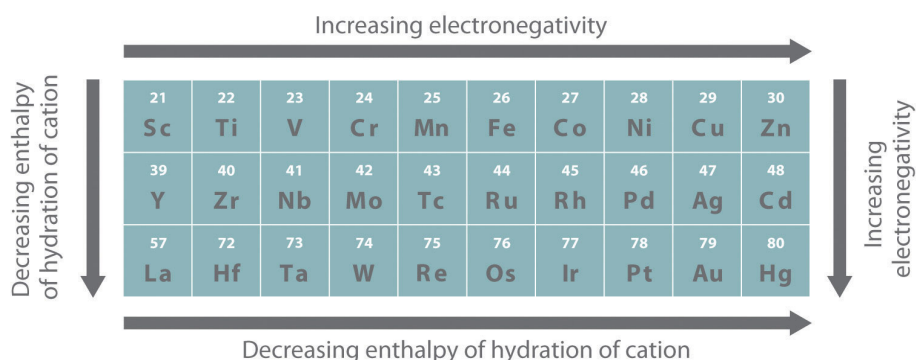 Increasing electronegativity
Decreasing enthalpy
of hydration of cation
21 22 23 24 25 26 27 28 29 30
Sc Ti V Cr Mn Fe Co Ni Cu Zn
39 40 41 42 43 44 45 46 47 48
Y Zr Nb Mo Tc Ru Rh Pd Ag Cd
57 72 73 74 75 76 77 78 79 80
La Hf Ta W Re Os Ir Pt Au Hg
Increasing
electronegativity
Decreasing enthalpy of hydration of cation